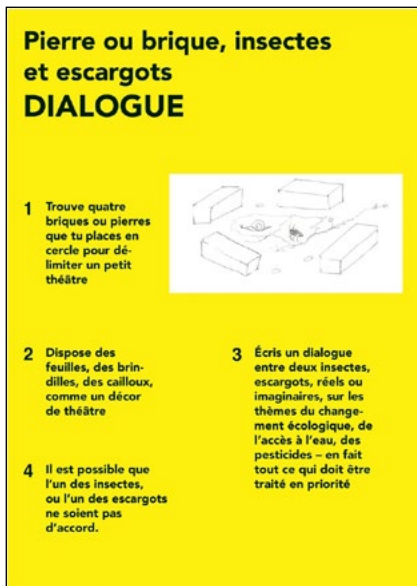 Pierre ou brique, insectes
et escargots
DIALOGUE
1 Trouve quatre
briques ou pierres
que tu places en
cercle pour dé-
limiter un petit
théâtre
2 Dispose des
feuilles, des brin-
dilles, des cailloux,
comme un décor
de théâtre
3 Écris un dialogue
entre deux insectes,
escargots, réels ou
imaginaires, sur les
thèmes du change-
ment écologique, de
l'accès à l'eau, des
pesticides – en fait
tout ce qui doit être
traité en priorité
4 Il est possible que
l'un des insectes,
ou l'un des escargots
ne soient pas
d'accord.